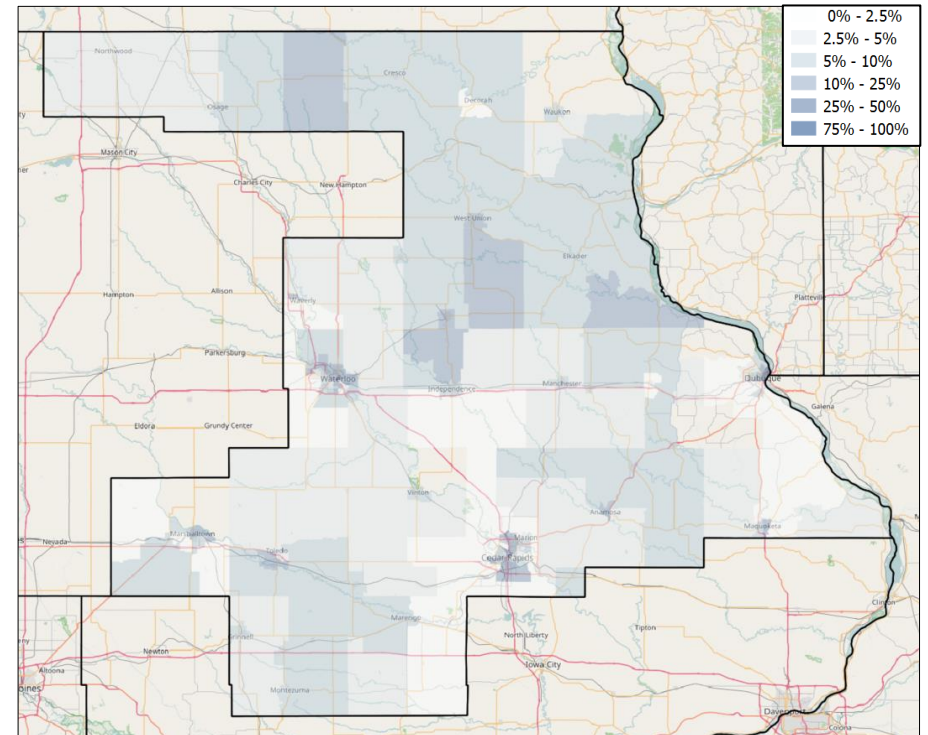 0% - 2.5%
2.5% - 5%
5% - 10%
10% - 25%
25% - 50%
75% - 100%
Northwood
Cresco
Osage
Decorah
Waukon
Mason City
Charles City
New Hampton
West Union
Elkader
Hampton
Allison
Waverly
Platteville
Parkersburg
Waterloo
Independence
Manchester
Dubuque
Galena
Eldora
Grundy Center
Vinton
Anamosa
Maquoketa
Nevada
Marshalltown
Toledo
Marion
Cedar Rapids
Clinton
Marengo
Grinnell
North Liberty
Tipton
Newton
Iowa City
Altoona
oines
Montezuma
Davenport
Colona